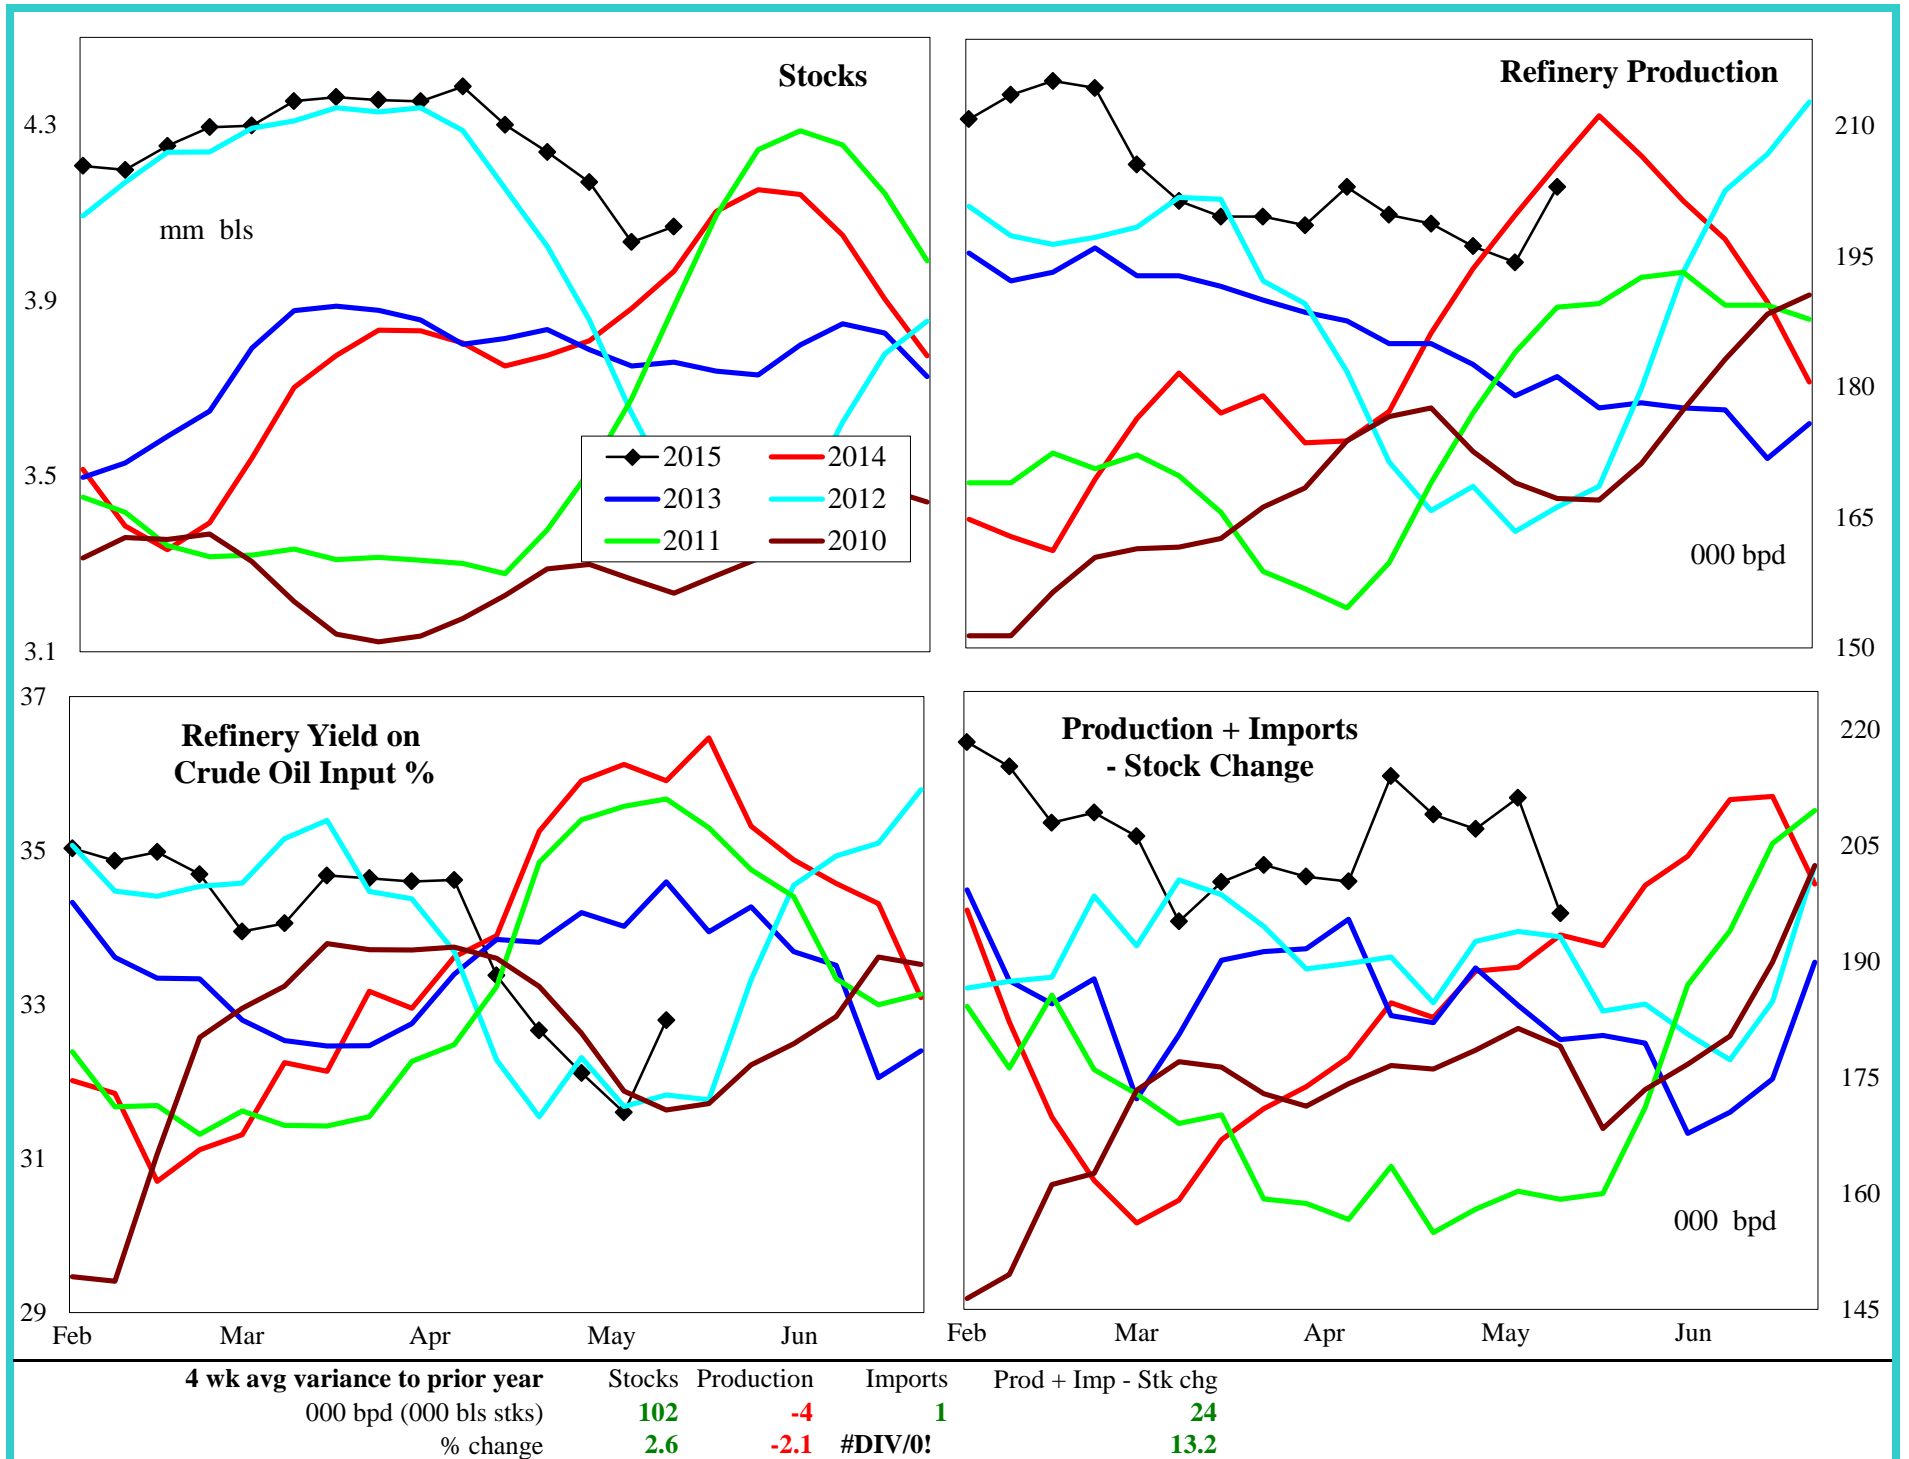 Stocks
4.3
mm bls
3.9
3.5
3.1
2015 2014
2013 2012
2011 2010
Refinery Production
210
195
180
165
000 bpd
150
37
Refinery Yield on
Crude Oil Input %
35
33
31
29
Feb Mar Apr May Jun
Production + Imports
- Stock Change
220
205
190
175
160
000 bpd
145
Feb Mar Apr May Jun
4 wk avg variance to prior year Stocks Production Imports Prod + Imp - Stk chg
000 bpd (000 bls stks) 102 -4 1 24
% change 2.6 -2.1 #DIV/0! 13.2